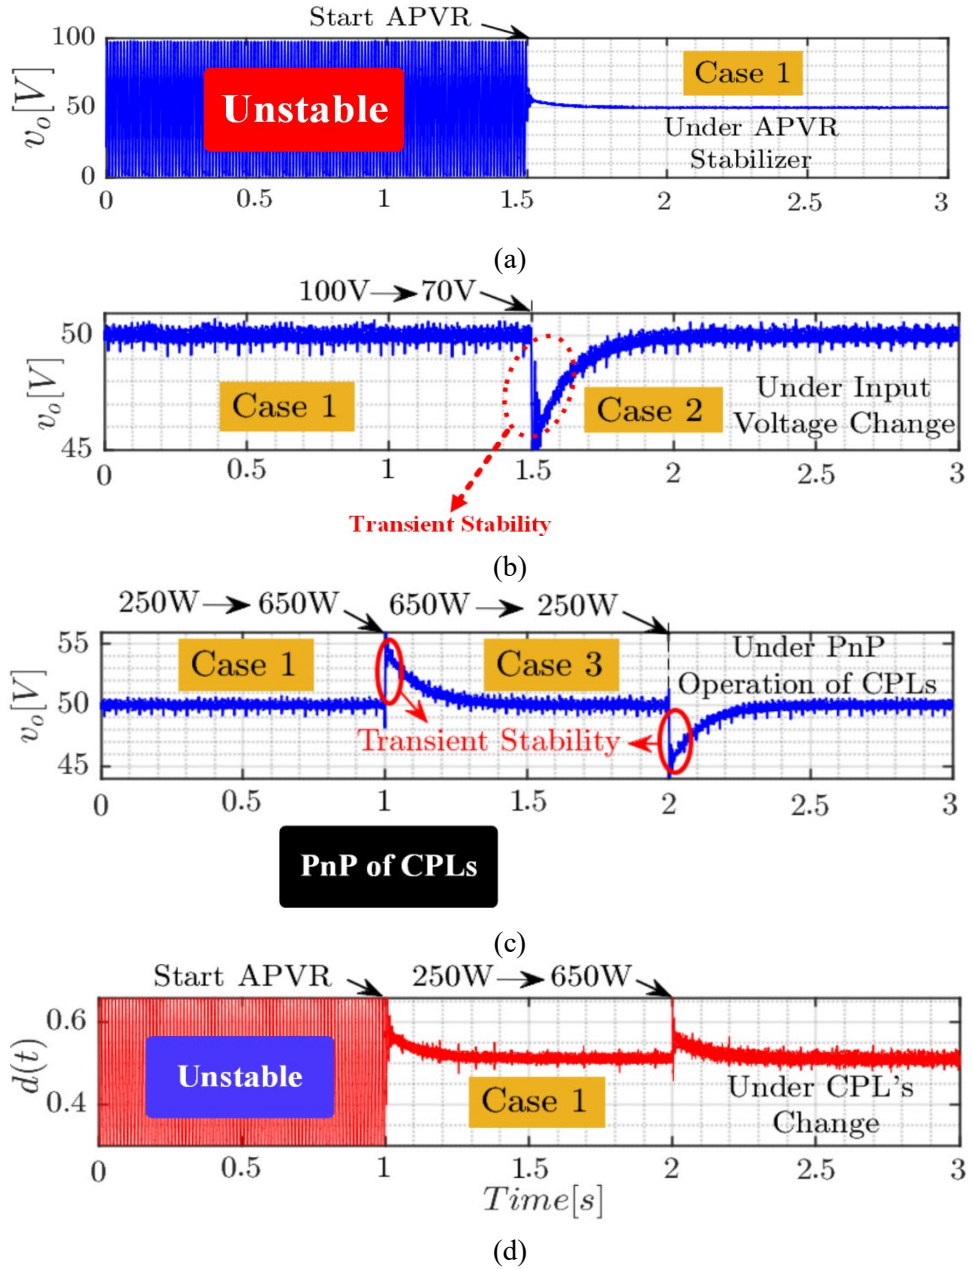 Start APVR
100
50
0
v_o[V]
Unstable
Case 1
Under APVR
Stabilizer
0 0.5 1 1.5 2 2.5 3
(a)
100V→70V
50
45
v_o[V]
Case 1
Case 2
Under Input
Voltage Change
0 0.5 1 1.5 2 2.5 3
Transient Stability
(b)
250W→650W 650W→250W
55
50
45
v_o[V]
Case 1
Case 3
Under PnP
Operation of CPLs
Transient Stability
0 0.5 1 1.5 2 2.5 3
PnP of CPLs
(c)
Start APVR 250W→650W
0.6
0.4
d(t)
Unstable
Case 1
Under CPL's
Change
0 0.5 1 1.5 2 2.5 3
Time[s]
(d)